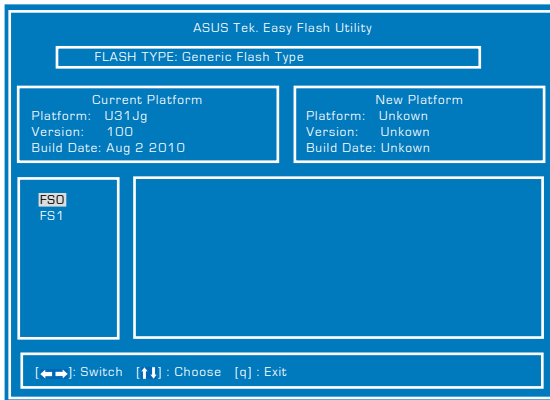 ASUS Tek. Easy Flash Utility
FLASH TYPE: Generic Flash Type
Current Platform
Platform: U31Jg
Version: 100
Build Date: Aug 2 2010
New Platform
Platform: Unkown
Version: Unkown
Build Date: Unkown
FS0
FS1
[←→]: Switch [↑↓] : Choose [q] : Exit